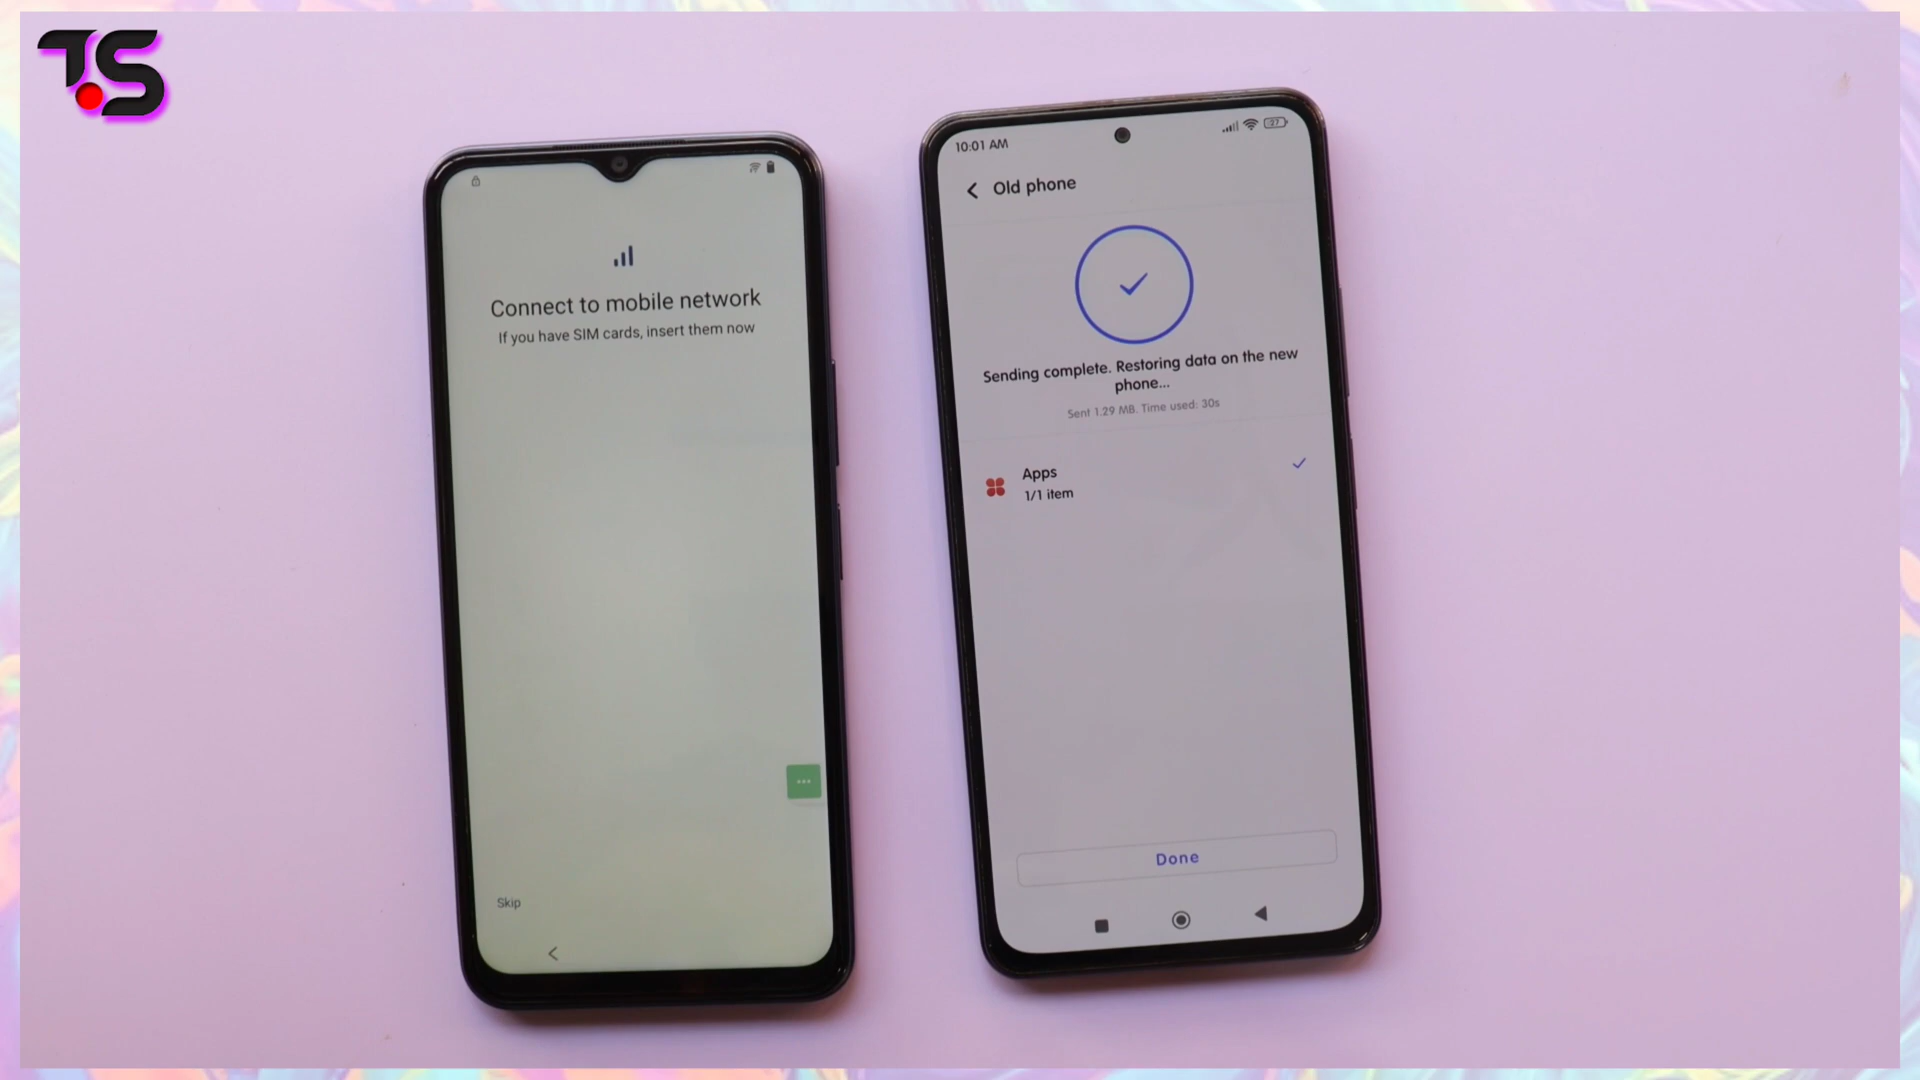 T.S
Connect to mobile network
If you have SIM cards, insert them now
Skip
10:01 AM
27
Old phone
Sending complete. Restoring data on the new
phone...
Sent 1.29 MB. Time used: 30s
Apps
1/1 item
Done